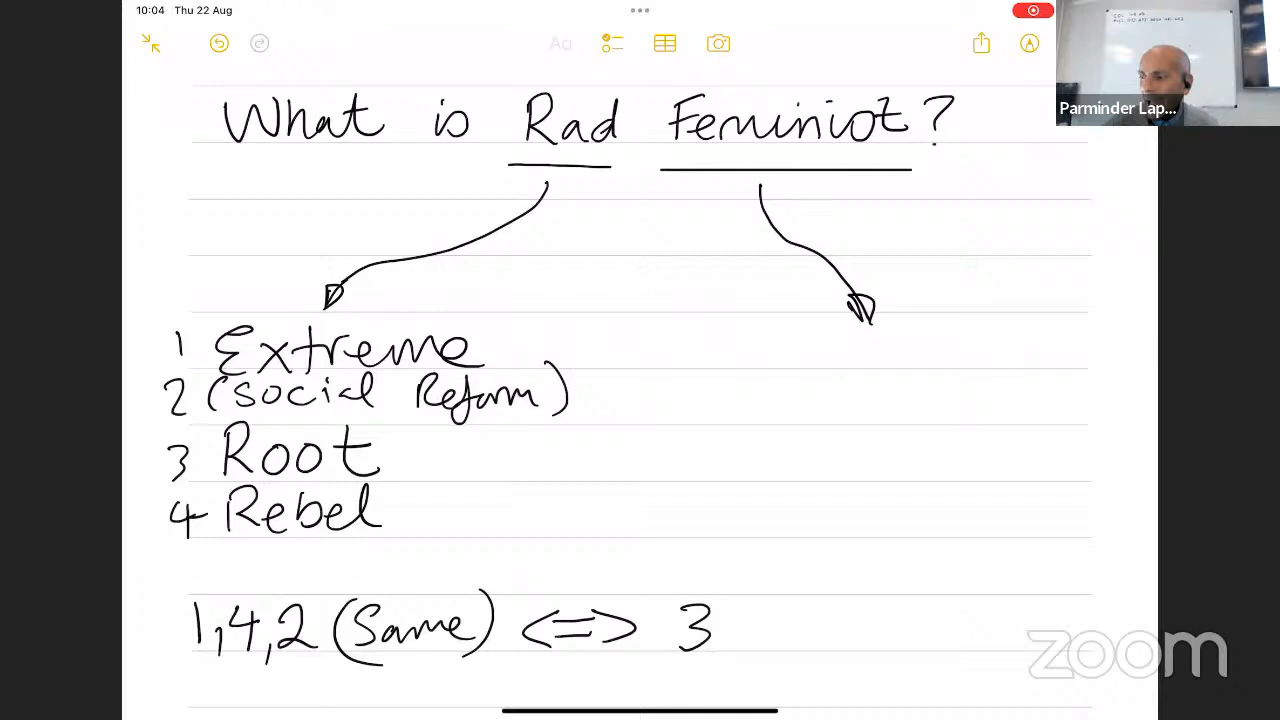 10:04 Thu 22 Aug
Aa
What is Rad Feminist?
1 Extreme
2 (social Reform)
3 Root
4 Rebel
1,4,2 (Same) <=> 3
Parminder Lap...
zoom